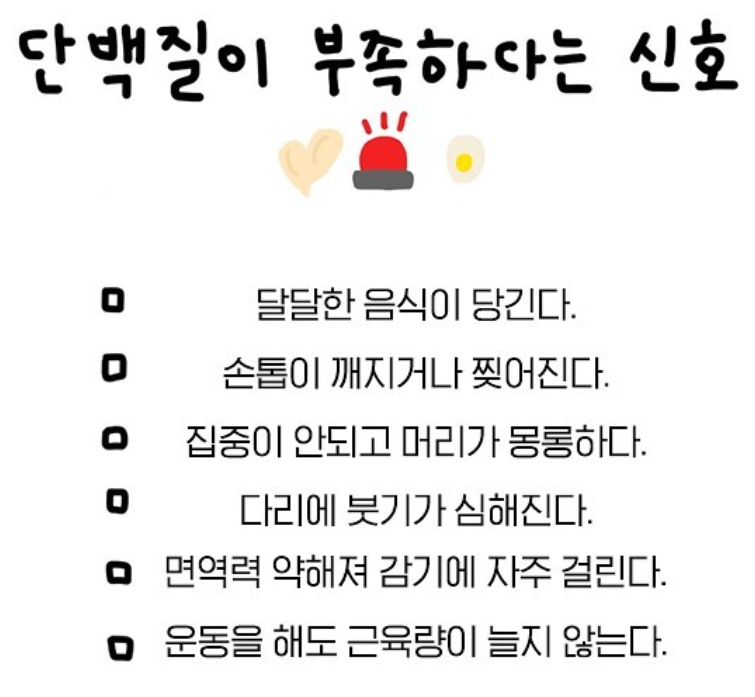 단백질이 부족하다는 신호
달달한 음식이 당긴다.
손톱이 깨지거나 찢어진다.
집중이 안되고 머리가 몽롱하다.
다리에 붓기가 심해진다.
면역력 약해져 감기에 자주 걸린다.
운동을 해도 근육량이 늘지 않는다.